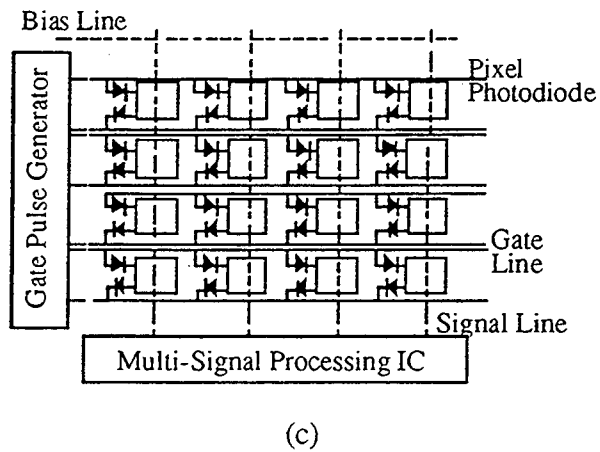 Bias Line
Pixel
Photodiode
Gate Pulse Generator
Gate
Line
Signal Line
Multi-Signal Processing IC
(c)